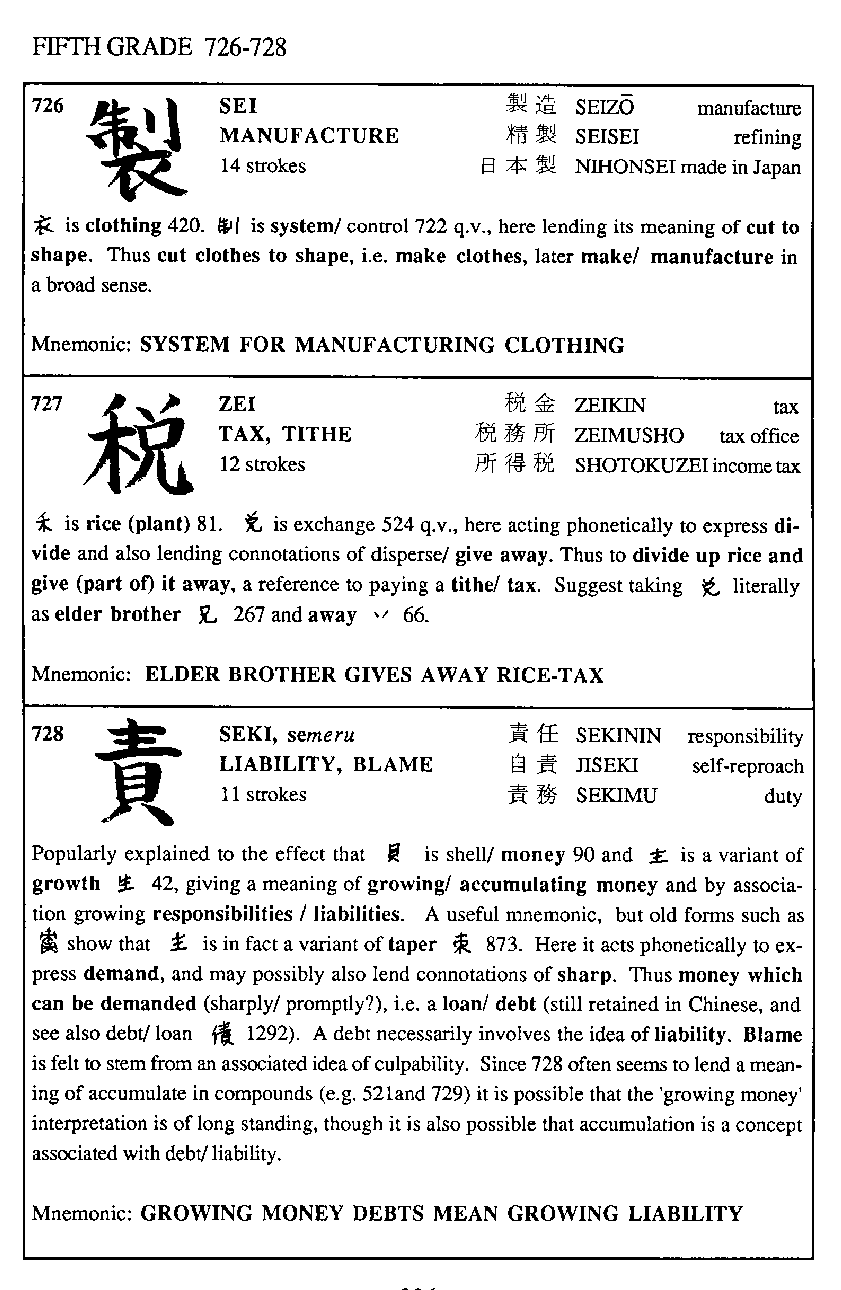 FIFTH GRADE 726-728
726 製 SEI 製造 SEIZŌ manufacture
MANUFACTURE 精製 SEISEI refining
14 strokes 日本製 NIHONSEI made in Japan
衣 is clothing 420. 制 is system/ control 722 q.v., here lending its meaning of cut to
shape. Thus cut clothes to shape, i.e. make clothes, later make/ manufacture in
a broad sense.
Mnemonic: SYSTEM FOR MANUFACTURING CLOTHING
727 税 ZEI 税金 ZEIKIN tax
TAX, TITHE 税務所 ZEIMUSHO tax office
12 strokes 所得税 SHOTOKUZEI income tax
禾 is rice (plant) 81. 兑 is exchange 524 q.v., here acting phonetically to express di-
vide and also lending connotations of disperse/ give away. Thus to divide up rice and
give (part of) it away, a reference to paying a tithe/ tax. Suggest taking 兑 literally
as elder brother 兄 267 and away ヽノ 66.
Mnemonic: ELDER BROTHER GIVES AWAY RICE-TAX
728 責 SEKI, semeru 責任 SEKININ responsibility
LIABILITY, BLAME 自責 JISEKI self-reproach
11 strokes 責務 SEKIMU duty
Popularly explained to the effect that 貝 is shell/ money 90 and 龶 is a variant of
growth 生 42, giving a meaning of growing/ accumulating money and by associa-
tion growing responsibilities / liabilities. A useful mnemonic, but old forms such as
show that 龶 is in fact a variant of taper 朿 873. Here it acts phonetically to ex-
press demand, and may possibly also lend connotations of sharp. Thus money which
can be demanded (sharply/ promptly?), i.e. a loan/ debt (still retained in Chinese, and
see also debt/ loan 債 1292). A debt necessarily involves the idea of liability. Blame
is felt to stem from an associated idea of culpability. Since 728 often seems to lend a mean-
ing of accumulate in compounds (e.g. 521and 729) it is possible that the 'growing money'
interpretation is of long standing, though it is also possible that accumulation is a concept
associated with debt/ liability.
Mnemonic: GROWING MONEY DEBTS MEAN GROWING LIABILITY